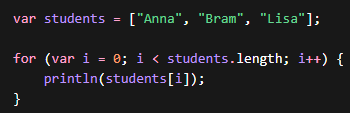 var students = ["Anna", "Bram", "Lisa"];

for (var i = 0; i < students.length; i++) {
    println(students[i]);
}